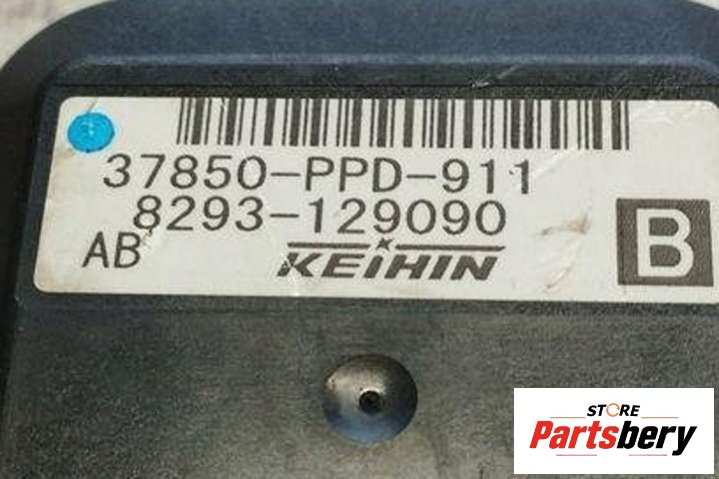 37850-PPD-911
8293-129090
AB
KEIHIN
B
STORE
Partsbery